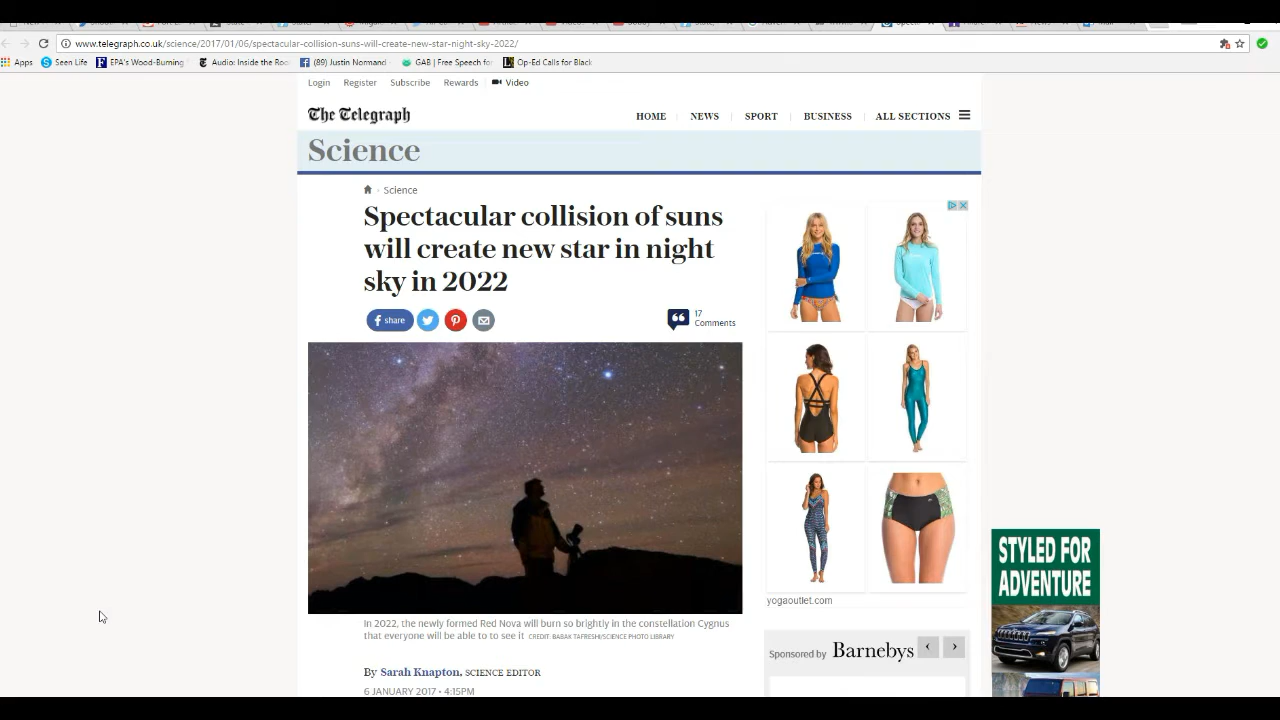 www.telegraph.co.uk/science/2017/01/06/spectacular-collision-suns-will-create-new-star-night-sky-2022/
Apps Seen Life EPA's Wood-Burning Audio: Inside the Roo (89) Justin Normand GAB | Free Speech for Op-Ed Calls for Black
Login Register Subscribe Rewards Video
The Telegraph
HOME NEWS SPORT BUSINESS ALL SECTIONS
Science
Science
Spectacular collision of suns
will create new star in night
sky in 2022
share
17
Comments
In 2022, the newly formed Red Nova will burn so brightly in the constellation Cygnus
that everyone will be able to to see it CREDIT: BABAK TAFRESHI/SCIENCE PHOTO LIBRARY
By Sarah Knapton, SCIENCE EDITOR
6 JANUARY 2017 • 4:15PM
yogaoutlet.com
Sponsored by Barnebys
STYLED FOR
ADVENTURE